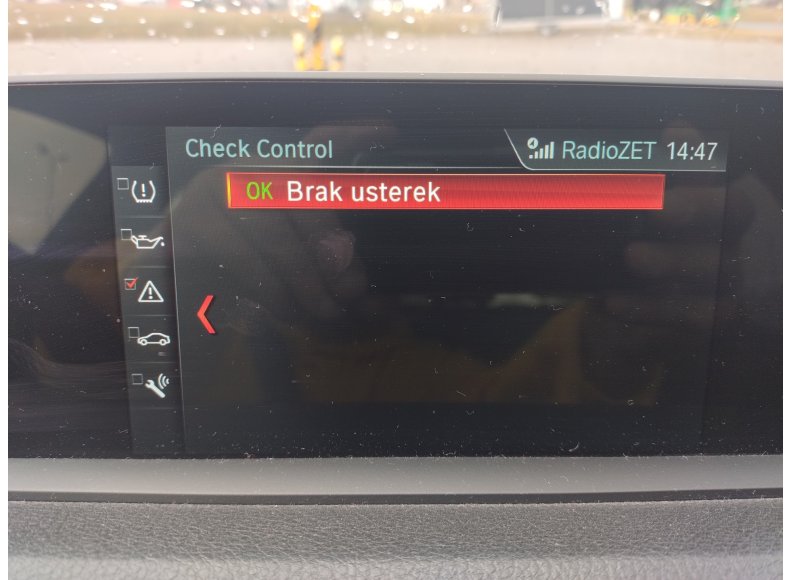 Check Control
RadioZET 14:47
OK Brak usterek